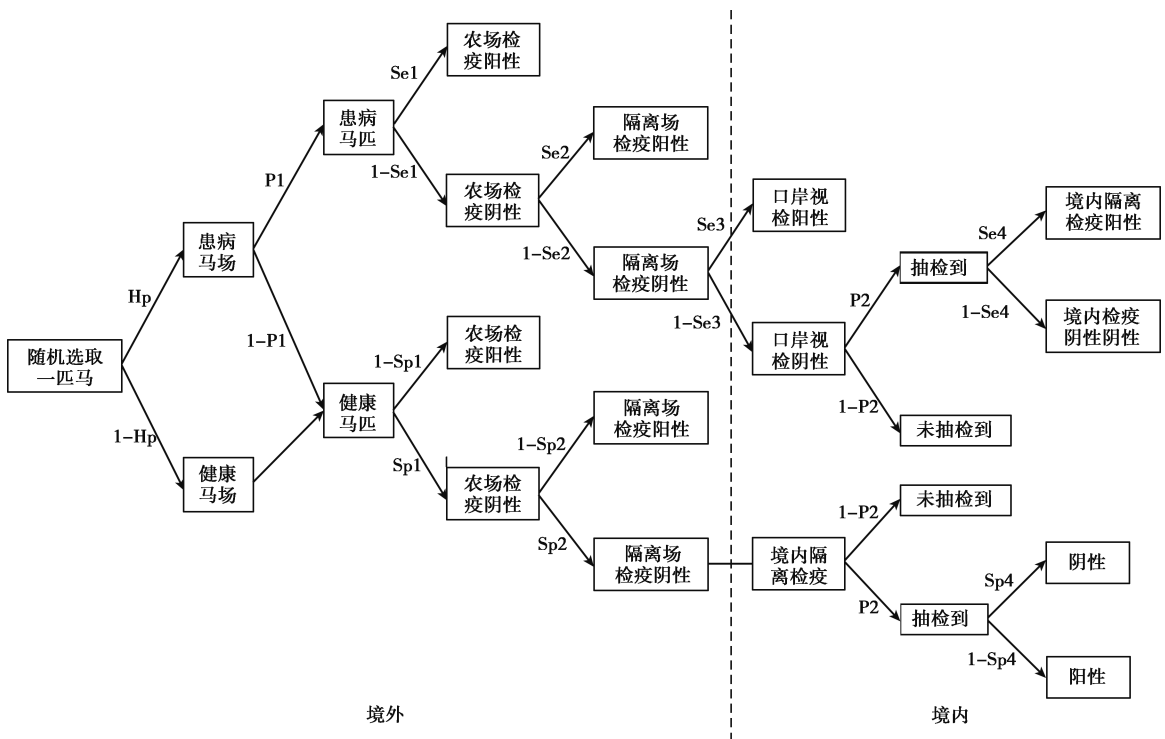 随机选取
一匹马
Hp
1-Hp
患病
马场
健康
马场
P1
1-P1
患病
马匹
健康
马匹
Se1
1-Se1
1-Sp1
Sp1
农场检
疫阳性
农场检
疫阴性
农场检
疫阳性
农场检
疫阴性
Se2
1-Se2
1-Sp2
Sp2
隔离场
检疫阳性
隔离场
检疫阴性
隔离场
检疫阳性
隔离场
检疫阴性
Se3
1-Se3
口岸视
检阳性
口岸视
检阴性
境内隔
离检疫
P2
1-P2
1-P2
P2
抽检到
未抽检到
未抽检到
抽检到
Se4
1-Se4
Sp4
1-Sp4
境内隔离
检疫阳性
境内检疫
阴性阴性
阴性
阳性
境外
境内